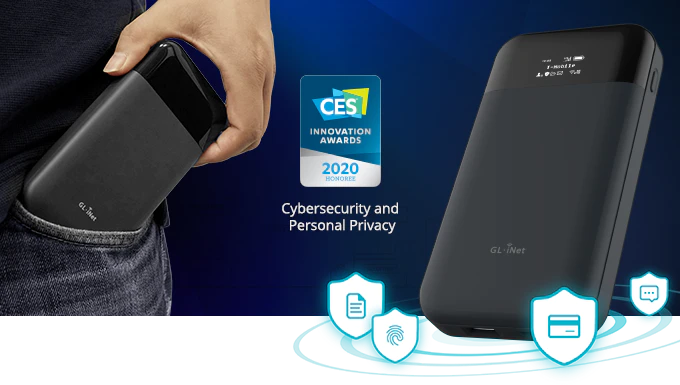 CES
INNOVATION
AWARDS
2020
HONOREE
Cybersecurity and
Personal Privacy
GL·iNet
GL·iNet